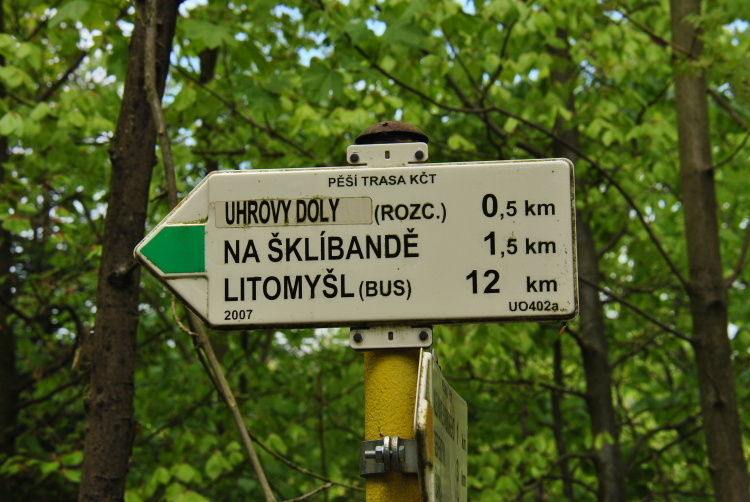 PĚŠÍ TRASA KČT
UHROVY DOLY (ROZC.) 0,5 km
NA ŠKLÍBANDĚ 1,5 km
LITOMYŠL (BUS) 12 km
2007 UO402a